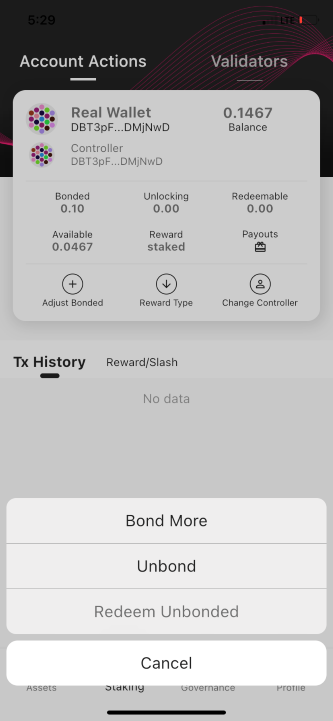 5:29
LTE
Account Actions
Validators
Real Wallet
0.1467
DBT3pF...DMjNwD
Balance
Controller
DBT3pF...DMjNwD
Bonded
Unlocking
Redeemable
0.10
0.00
0.00
Available
Reward
Payouts
0.0467
staked
Adjust Bonded
Reward Type
Change Controller
Tx History
Reward/Slash
No data
Bond More
Unbond
Redeem Unbonded
Cancel
Assets
Staking
Governance
Profile